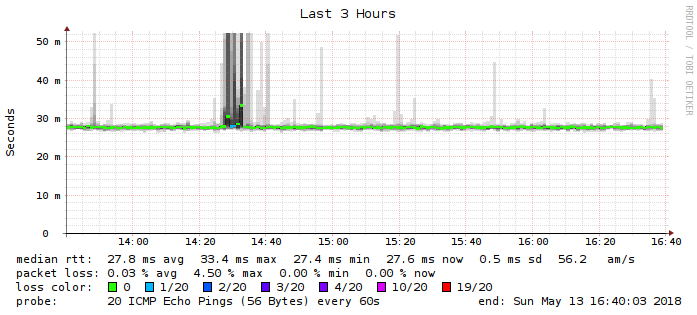 Last 3 Hours
RRDTOOL / TOBI OETIKER
Seconds
50 m
40 m
30 m
20 m
10 m
0
14:00 14:20 14:40 15:00 15:20 15:40 16:00 16:20 16:40
median rtt: 27.8 ms avg 33.4 ms max 27.4 ms min 27.6 ms now 0.5 ms sd 56.2 am/s
packet loss: 0.03 % avg 4.50 % max 0.00 % min 0.00 % now
loss color: 0 1/20 2/20 3/20 4/20 10/20 19/20
probe: 20 ICMP Echo Pings (56 Bytes) every 60s end: Sun May 13 16:40:03 2018